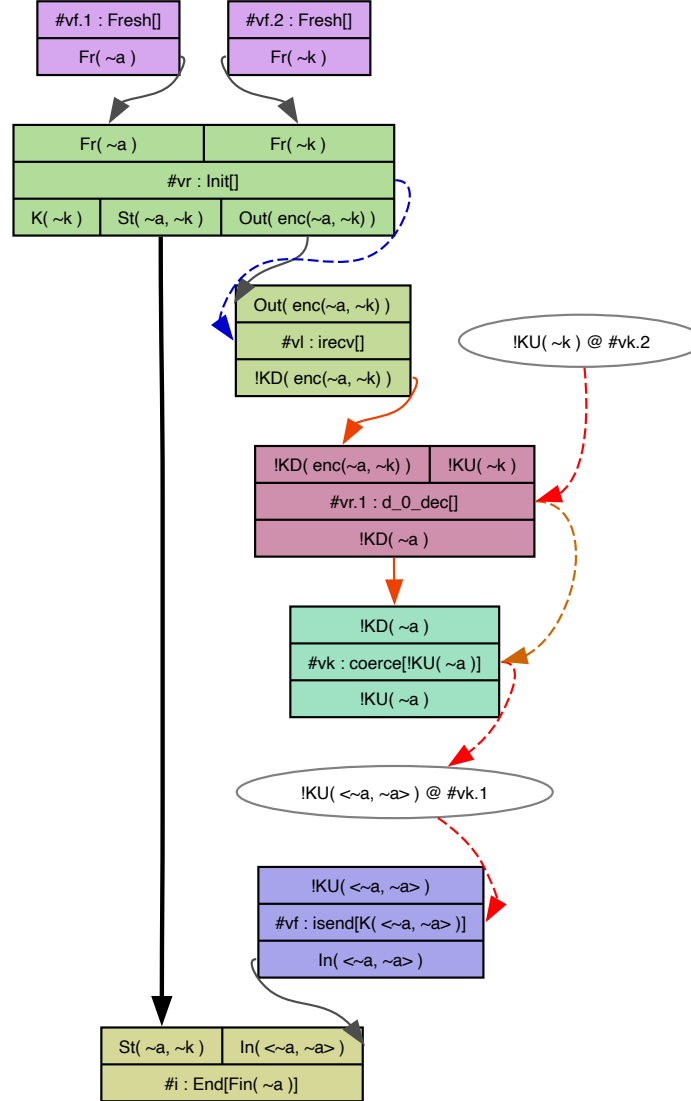 #vf.1 : Fresh[]
Fr( ~a )
#vf.2 : Fresh[]
Fr( ~k )
Fr( ~a )
Fr( ~k )
#vr : Init[]
K( ~k )
St( ~a, ~k )
Out( enc(~a, ~k) )
Out( enc(~a, ~k) )
#vl : irecv[]
!KD( enc(~a, ~k) )
!KU( ~k ) @ #vk.2
!KD( enc(~a, ~k) )
!KU( ~k )
#vr.1 : d_0_dec[]
!KD( ~a )
!KD( ~a )
#vk : coerce[!KU( ~a )]
!KU( ~a )
!KU( <~a, ~a> ) @ #vk.1
!KU( <~a, ~a> )
#vf : isend[K( <~a, ~a> )]
In( <~a, ~a> )
St( ~a, ~k )
In( <~a, ~a> )
#i : End[Fin( ~a )]